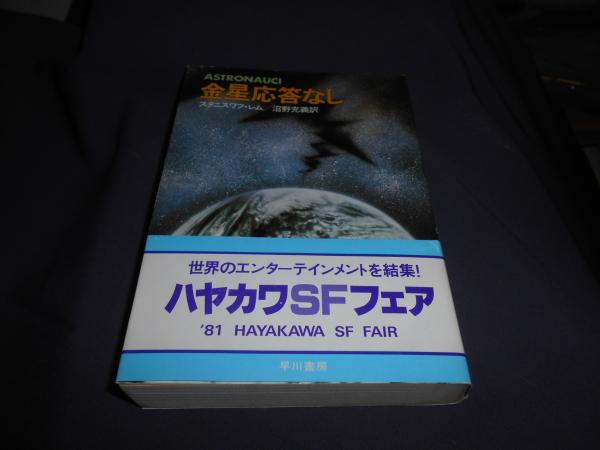 ASTRONAUCI
金星応答なし
スタニスワフ・レム 沼野充義訳
世界のエンターテインメントを結集!
ハヤカワSFフェア
'81 HAYAKAWA SF FAIR
早川書房